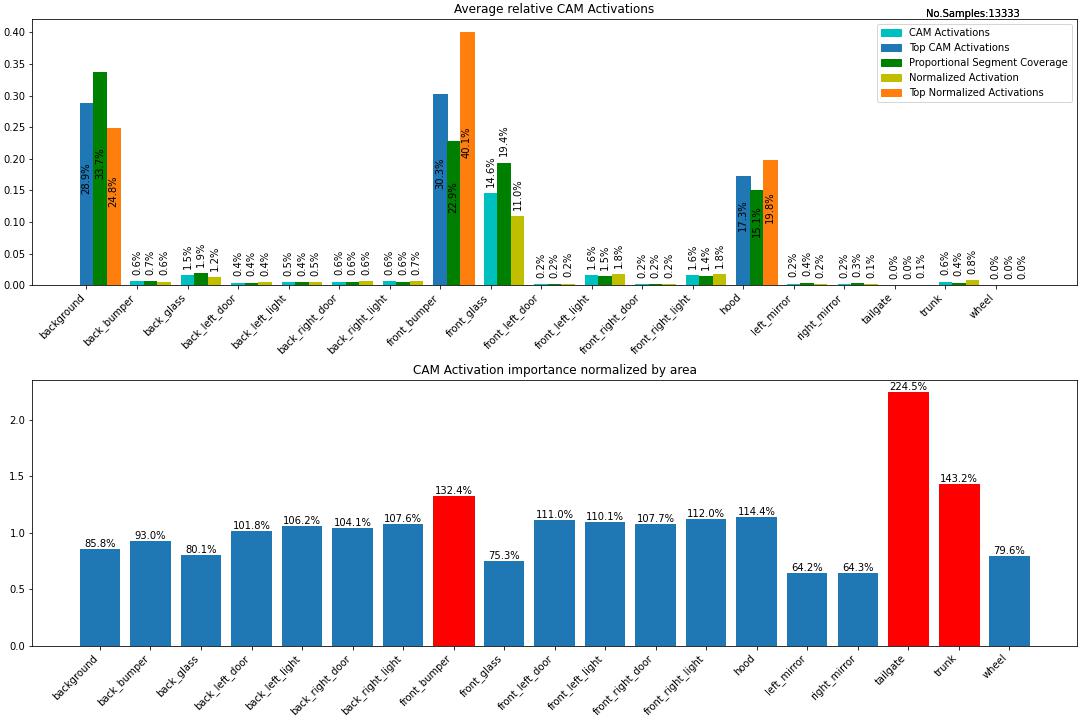 Average relative CAM Activations
No.Samples:13333
CAM Activations
Top CAM Activations
Proportional Segment Coverage
Normalized Activation
Top Normalized Activations
0.40
0.35
0.30
0.25
0.20
0.15
0.10
0.05
0.00
28.9% 33.7% 24.8%
0.6% 0.7% 0.6%
1.5% 1.9% 1.2%
0.4% 0.4% 0.4%
0.5% 0.4% 0.5%
0.6% 0.6% 0.6%
0.6% 0.6% 0.7%
30.3% 22.9% 40.1%
14.6% 19.4% 11.0%
0.2% 0.2% 0.2%
1.6% 1.5% 1.8%
0.2% 0.2% 0.2%
1.6% 1.4% 1.8%
17.3% 15.1% 19.8%
0.2% 0.4% 0.2%
0.2% 0.3% 0.1%
0.0% 0.0% 0.1%
0.6% 0.4% 0.8%
0.0% 0.0% 0.0%
background
back_bumper
back_glass
back_left_door
back_left_light
back_right_door
back_right_light
front_bumper
front_glass
front_left_door
front_left_light
front_right_door
front_right_light
hood
left_mirror
right_mirror
tailgate
trunk
wheel
CAM Activation importance normalized by area
2.0
1.5
1.0
0.5
0.0
85.8%
93.0%
80.1%
101.8%
106.2%
104.1%
107.6%
132.4%
75.3%
111.0%
110.1%
107.7%
112.0%
114.4%
64.2%
64.3%
224.5%
143.2%
79.6%
background
back_bumper
back_glass
back_left_door
back_left_light
back_right_door
back_right_light
front_bumper
front_glass
front_left_door
front_left_light
front_right_door
front_right_light
hood
left_mirror
right_mirror
tailgate
trunk
wheel